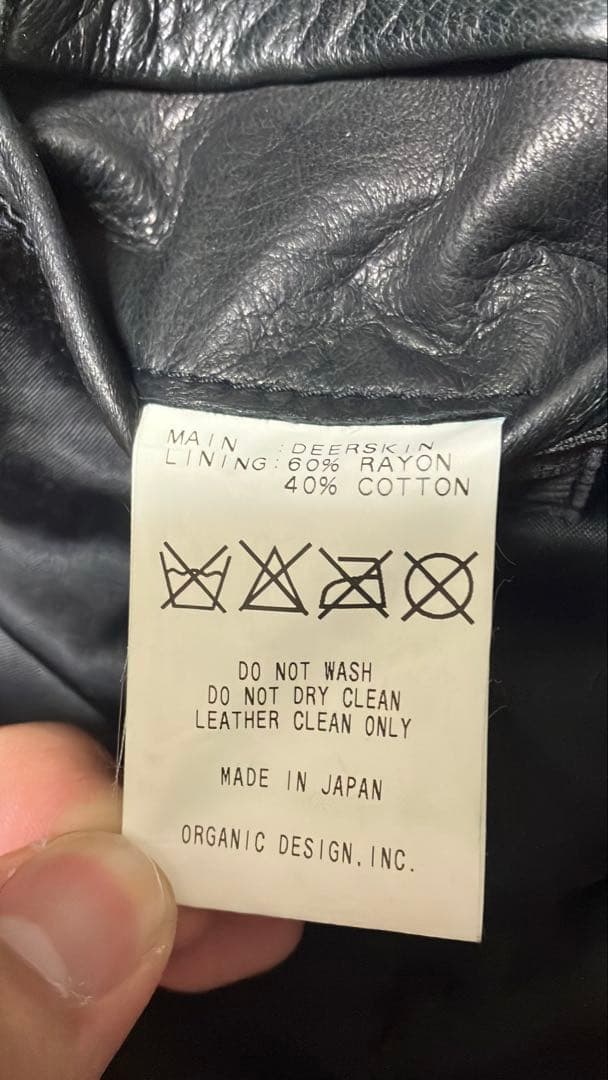 MAIN :DEERSKIN
LINING:60% RAYON
40% COTTON
DO NOT WASH
DO NOT DRY CLEAN
LEATHER CLEAN ONLY
MADE IN JAPAN
ORGANIC DESIGN,INC.